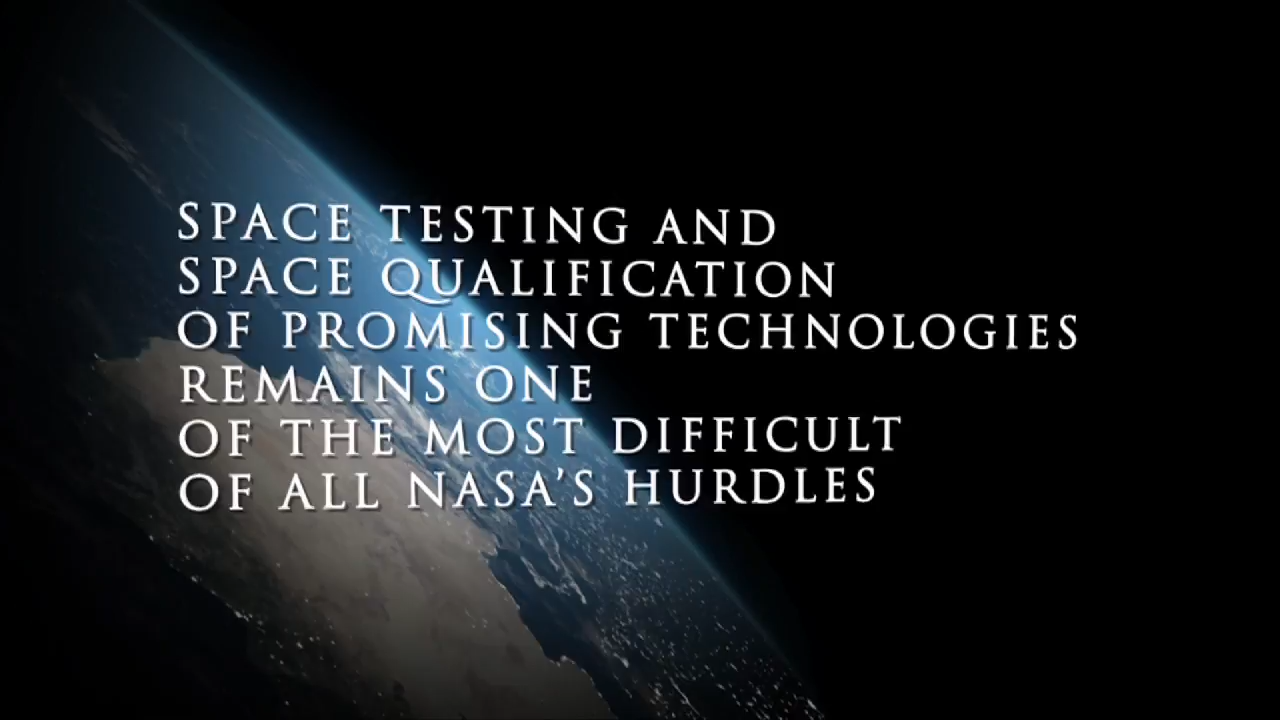 SPACE TESTING AND
SPACE QUALIFICATION
OF PROMISING TECHNOLOGIES
REMAINS ONE
OF THE MOST DIFFICULT
OF ALL NASA'S HURDLES